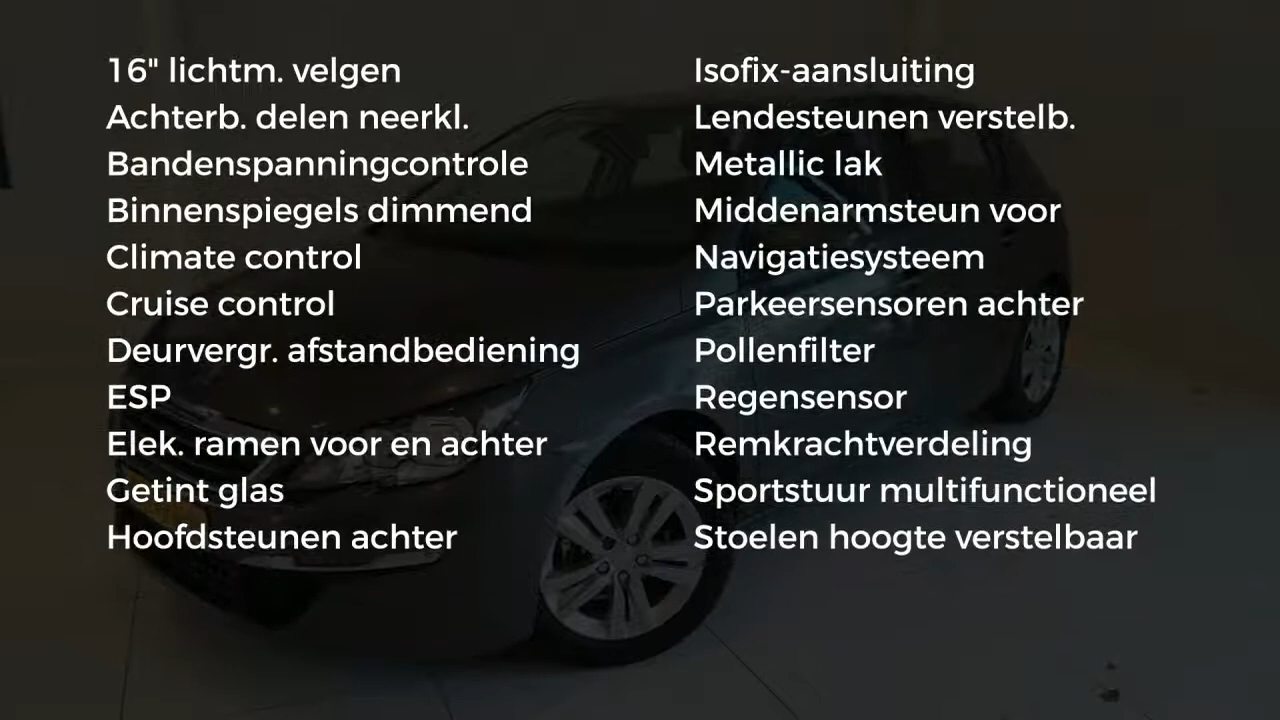 16" lichtm. velgen
Achterb. delen neerkl.
Bandenspanningcontrole
Binnenspiegels dimmend
Climate control
Cruise control
Deurvergr. afstandbediening
ESP
Elek. ramen voor en achter
Getint glas
Hoofdsteunen achter
Isofix-aansluiting
Lendesteunen verstelb.
Metallic lak
Middenarmsteun voor
Navigatiesysteem
Parkeersensoren achter
Pollenfilter
Regensensor
Remkrachtverdeling
Sportstuur multifunctioneel
Stoelen hoogte verstelbaar